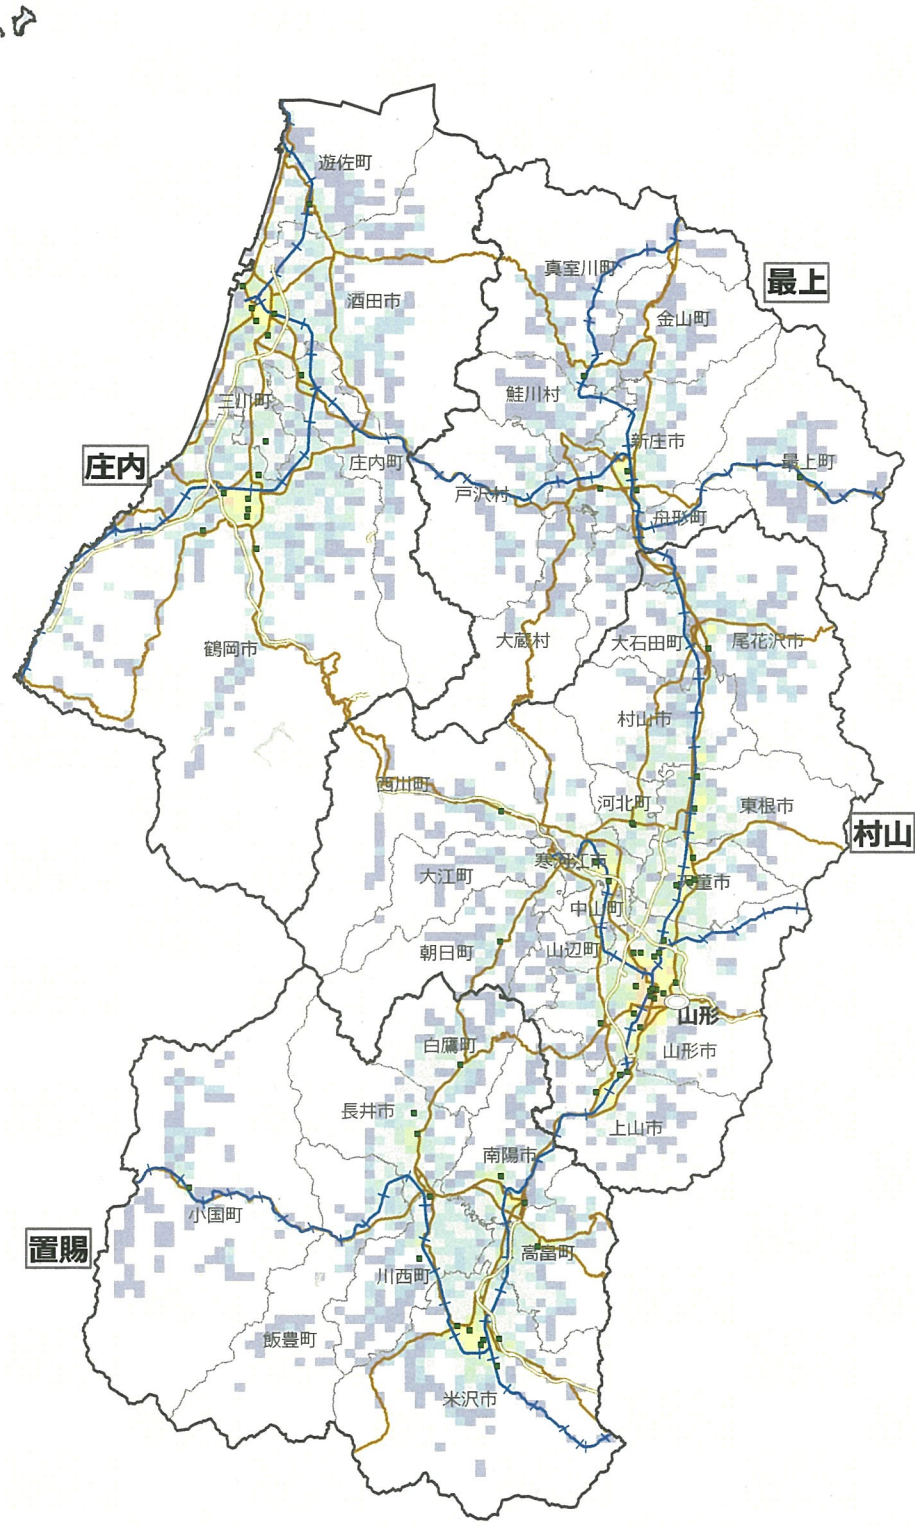 遊佐町
真室川町
最上
酒田市
金山町
鮭川村
三川町
新庄市
庄内
庄内町
最上町
戸沢村
舟形町
鶴岡市
大蔵村
大石田町
尾花沢市
村山市
西川町
河北町
東根市
村山
寒河江市
大江町
天童市
中山町
朝日町
山辺町
山形
白鷹町
山形市
長井市
上山市
南陽市
小国町
置賜
高畠町
川西町
飯豊町
米沢市